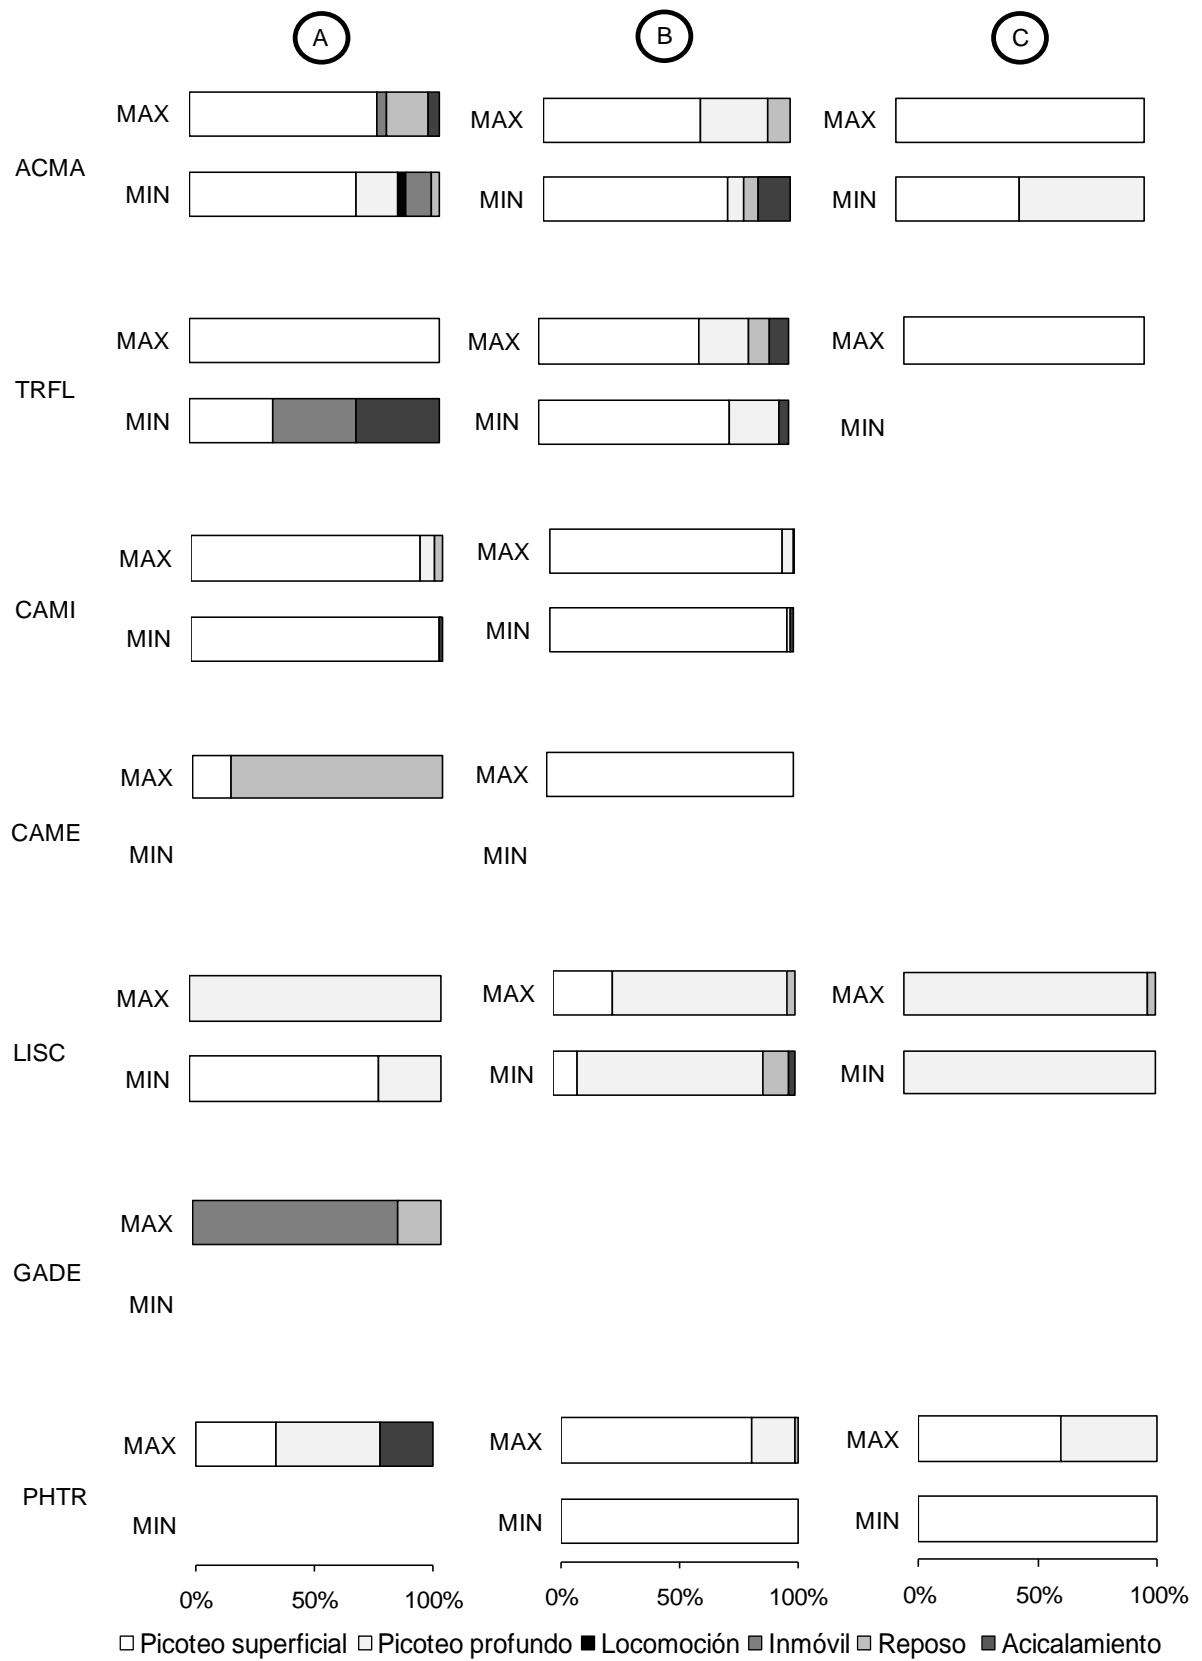 A B C
MAX MAX MAX
ACMA
MIN MIN MIN
MAX MAX MAX
TRFL
MIN MIN MIN
MAX MAX
CAMI
MIN MIN
MAX MAX
CAME
MIN MIN
MAX MAX MAX
LISC
MIN MIN MIN
MAX
GADE
MIN
MAX MAX MAX
PHTR
MIN MIN MIN
0% 50% 100% 0% 50% 100% 0% 50% 100%
Picoteo superficial Picoteo profundo Locomoción Inmóvil Reposo Acicalamiento